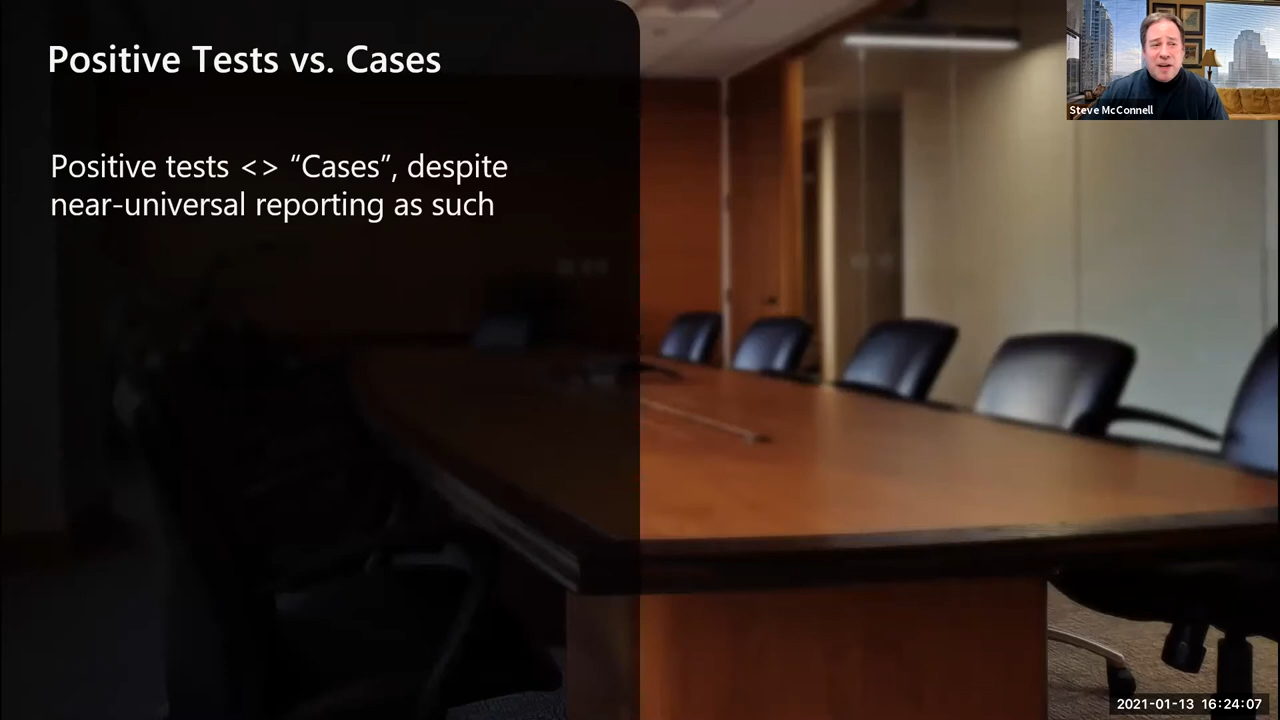 Positive Tests vs. Cases
Steve McConnell
Positive tests <> “Cases”, despite
near-universal reporting as such
2021-01-13 16:24:07